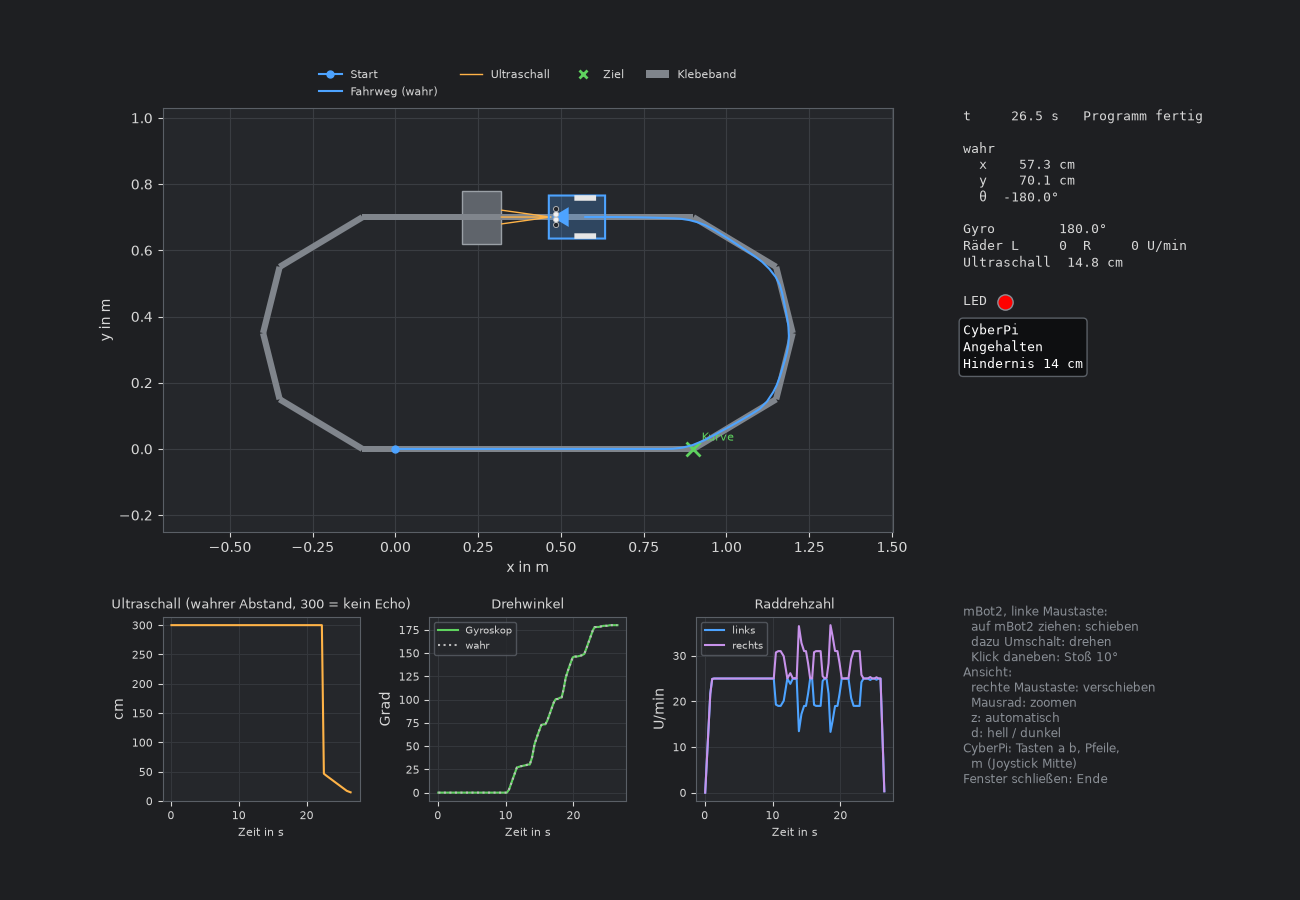 Start
Ultraschall
Ziel
Klebeband
Fahrweg (wahr)
1.0
0.8
0.6
0.4
0.2
0.0
−0.2
y in m
Kurve
−0.50 −0.25 0.00 0.25 0.50 0.75 1.00 1.25 1.50
x in m
t 26.5 s Programm fertig
wahr
x 57.3 cm
y 70.1 cm
θ -180.0°
Gyro 180.0°
Räder L 0 R 0 U/min
Ultraschall 14.8 cm
LED
CyberPi
Angehalten
Hindernis 14 cm
Ultraschall (wahrer Abstand, 300 = kein Echo)
300
250
200
150
100
50
0
cm
0 10 20
Zeit in s
Drehwinkel
Gyroskop
wahr
175
150
125
100
75
50
25
0
Grad
0 10 20
Zeit in s
Raddrehzahl
links
rechts
30
20
10
0
U/min
0 10 20
Zeit in s
mBot2, linke Maustaste:
auf mBot2 ziehen: schieben
dazu Umschalt: drehen
Klick daneben: Stoß 10°
Ansicht:
rechte Maustaste: verschieben
Mausrad: zoomen
z: automatisch
d: hell / dunkel
CyberPi: Tasten a b, Pfeile,
m (Joystick Mitte)
Fenster schließen: Ende